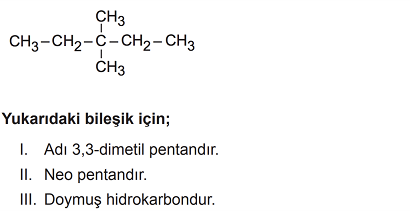 CH3
CH3–CH2–C–CH2–CH3
CH3
Yukarıdaki bileşik için;
I. Adı 3,3-dimetil pentandır.
II. Neo pentandır.
III. Doymuş hidrokarbondur.